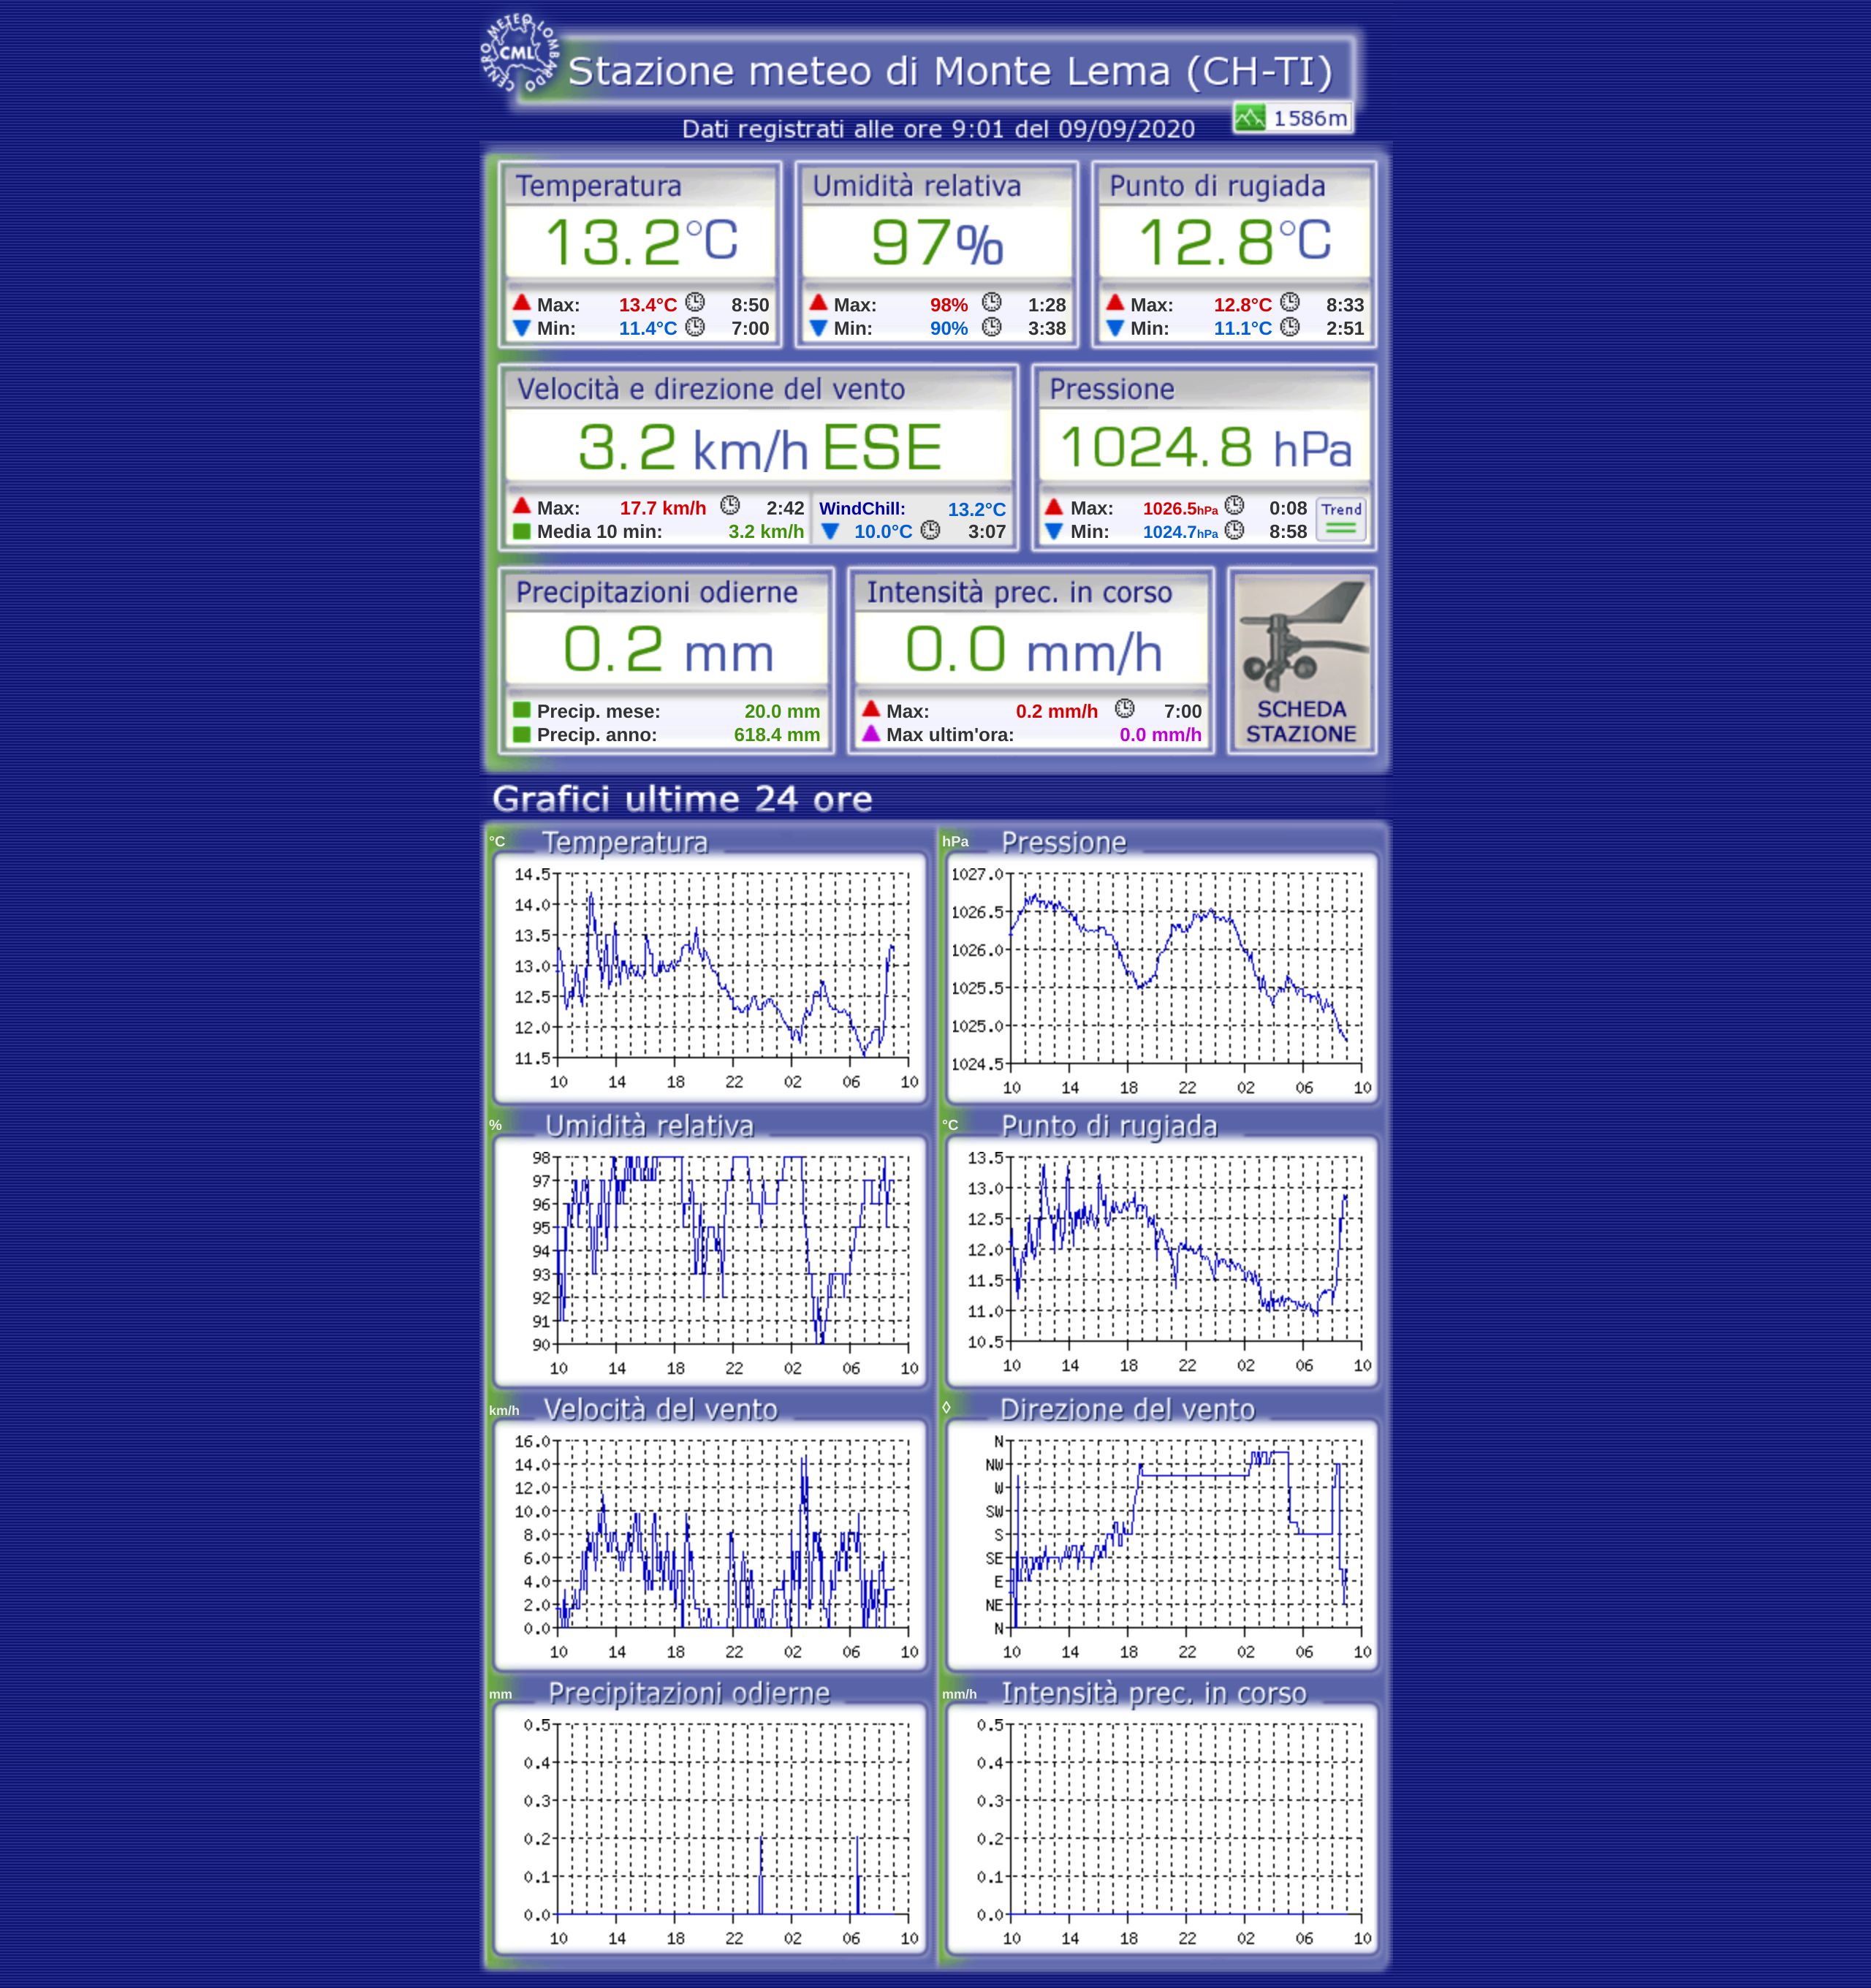 CENTRO METEO LOMBARDO
CML
Stazione meteo di Monte Lema (CH-TI)
1586m
Dati registrati alle ore 9:01 del 09/09/2020
Temperatura Umidità relativa Punto di rugiada
13.2°C 97% 12.8°C
Max: 13.4°C 8:50 Max: 98% 1:28 Max: 12.8°C 8:33
Min: 11.4°C 7:00 Min: 90% 3:38 Min: 11.1°C 2:51
Velocità e direzione del vento Pressione
3.2 km/h ESE 1024.8 hPa
Max: 17.7 km/h 2:42 WindChill: 13.2°C Max: 1026.5hPa 0:08 Trend
Media 10 min: 3.2 km/h 10.0°C 3:07 Min: 1024.7hPa 8:58
Precipitazioni odierne Intensità prec. in corso
0.2 mm 0.0 mm/h
Precip. mese: 20.0 mm Max: 0.2 mm/h 7:00 SCHEDA
Precip. anno: 618.4 mm Max ultim'ora: 0.0 mm/h STAZIONE
Grafici ultime 24 ore
°C Temperatura
14.5
14.0
13.5
13.0
12.5
12.0
11.5
10 14 18 22 02 06 10
hPa Pressione
1027.0
1026.5
1026.0
1025.5
1025.0
1024.5
10 14 18 22 02 06 10
% Umidità relativa
98
97
96
95
94
93
92
91
90
10 14 18 22 02 06 10
°C Punto di rugiada
13.5
13.0
12.5
12.0
11.5
11.0
10.5
10 14 18 22 02 06 10
km/h Velocità del vento
16.0
14.0
12.0
10.0
8.0
6.0
4.0
2.0
0.0
10 14 18 22 02 06 10
◊ Direzione del vento
N
NW
W
SW
S
SE
E
NE
N
10 14 18 22 02 06 10
mm Precipitazioni odierne
0.5
0.4
0.3
0.2
0.1
0.0
10 14 18 22 02 06 10
mm/h Intensità prec. in corso
0.5
0.4
0.3
0.2
0.1
0.0
10 14 18 22 02 06 10